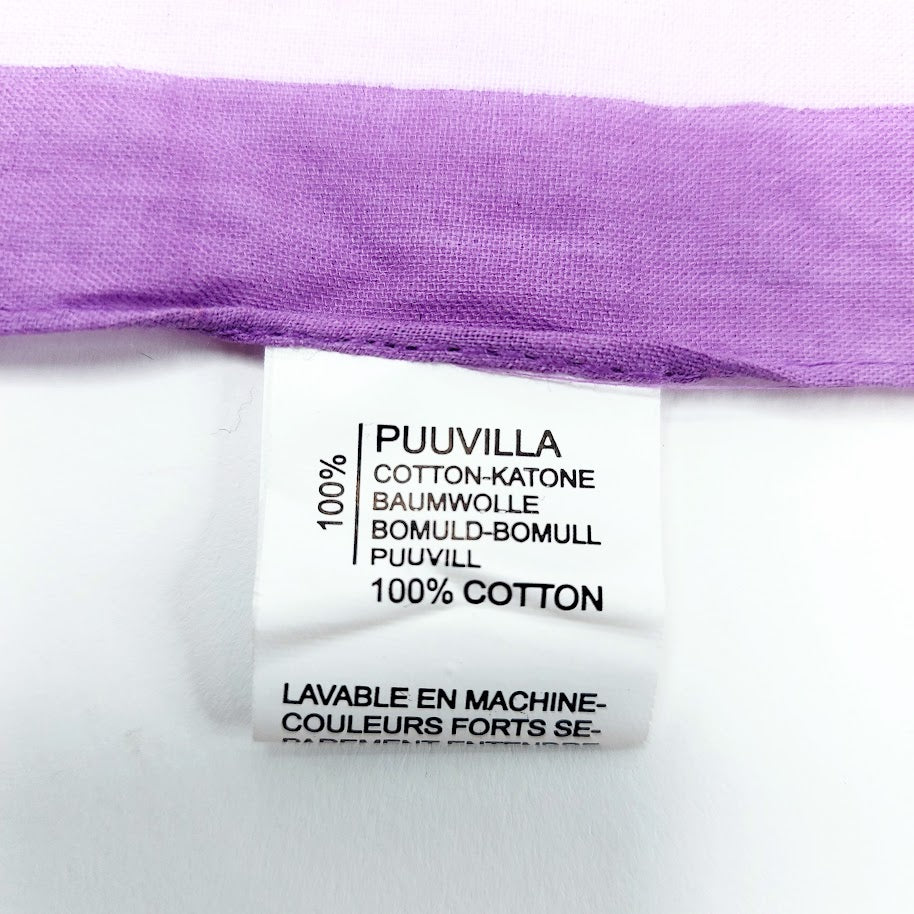 100%
PUUVILLA
COTTON-KATONE
BAUMWOLLE
BOMULD-BOMULL
PUUVILL
100% COTTON
LAVABLE EN MACHINE-
COULEURS FORTS SE-